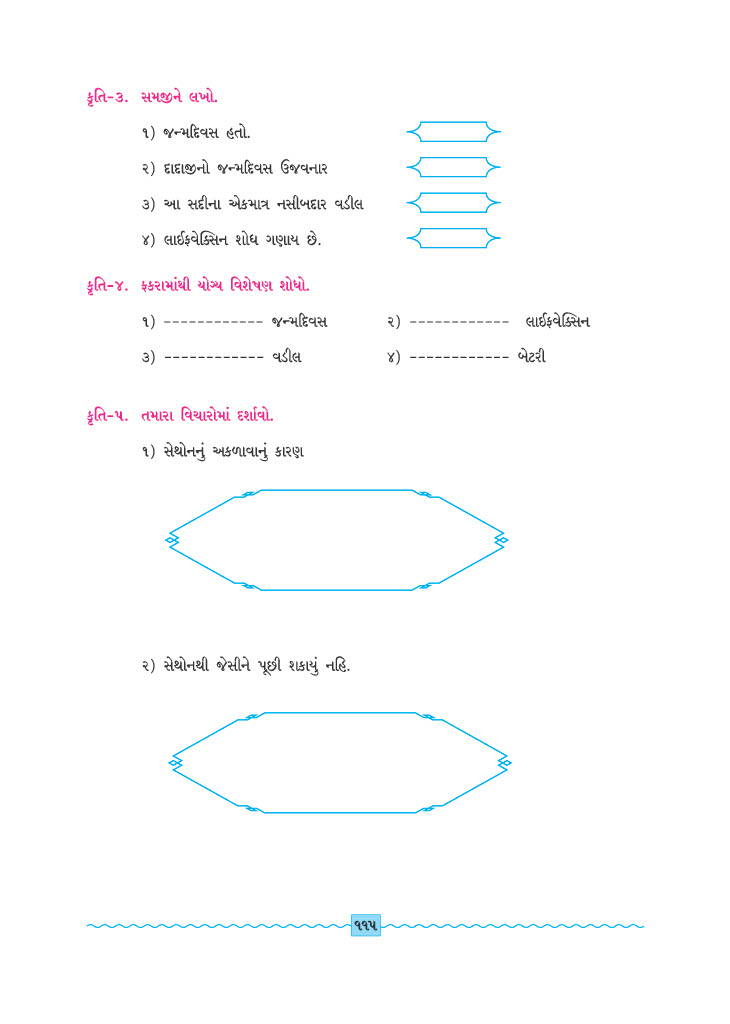 કૃતિ-૩. સમજીને લખો.
૧) જન્મદિવસ હતો.
૨) દાદાજીનો જન્મદિવસ ઉજવનાર
૩) આ સદીના એકમાત્ર નસીબદાર વડીલ
૪) લાઈફવેક્સિન શોધ ગણાય છે.
કૃતિ-૪. ફકરામાંથી યોગ્ય વિશેષણ શોધો.
૧) ------------ જન્મદિવસ ૨) ------------ લાઈફવેક્સિન
૩) ------------ વડીલ ૪) ------------ બેટરી
કૃતિ-૫. તમારા વિચારોમાં દર્શાવો.
૧) સેથોનનું અકળાવાનું કારણ
૨) સેથોનથી જેસીને પૂછી શકાયું નહિ.
૧૧૫